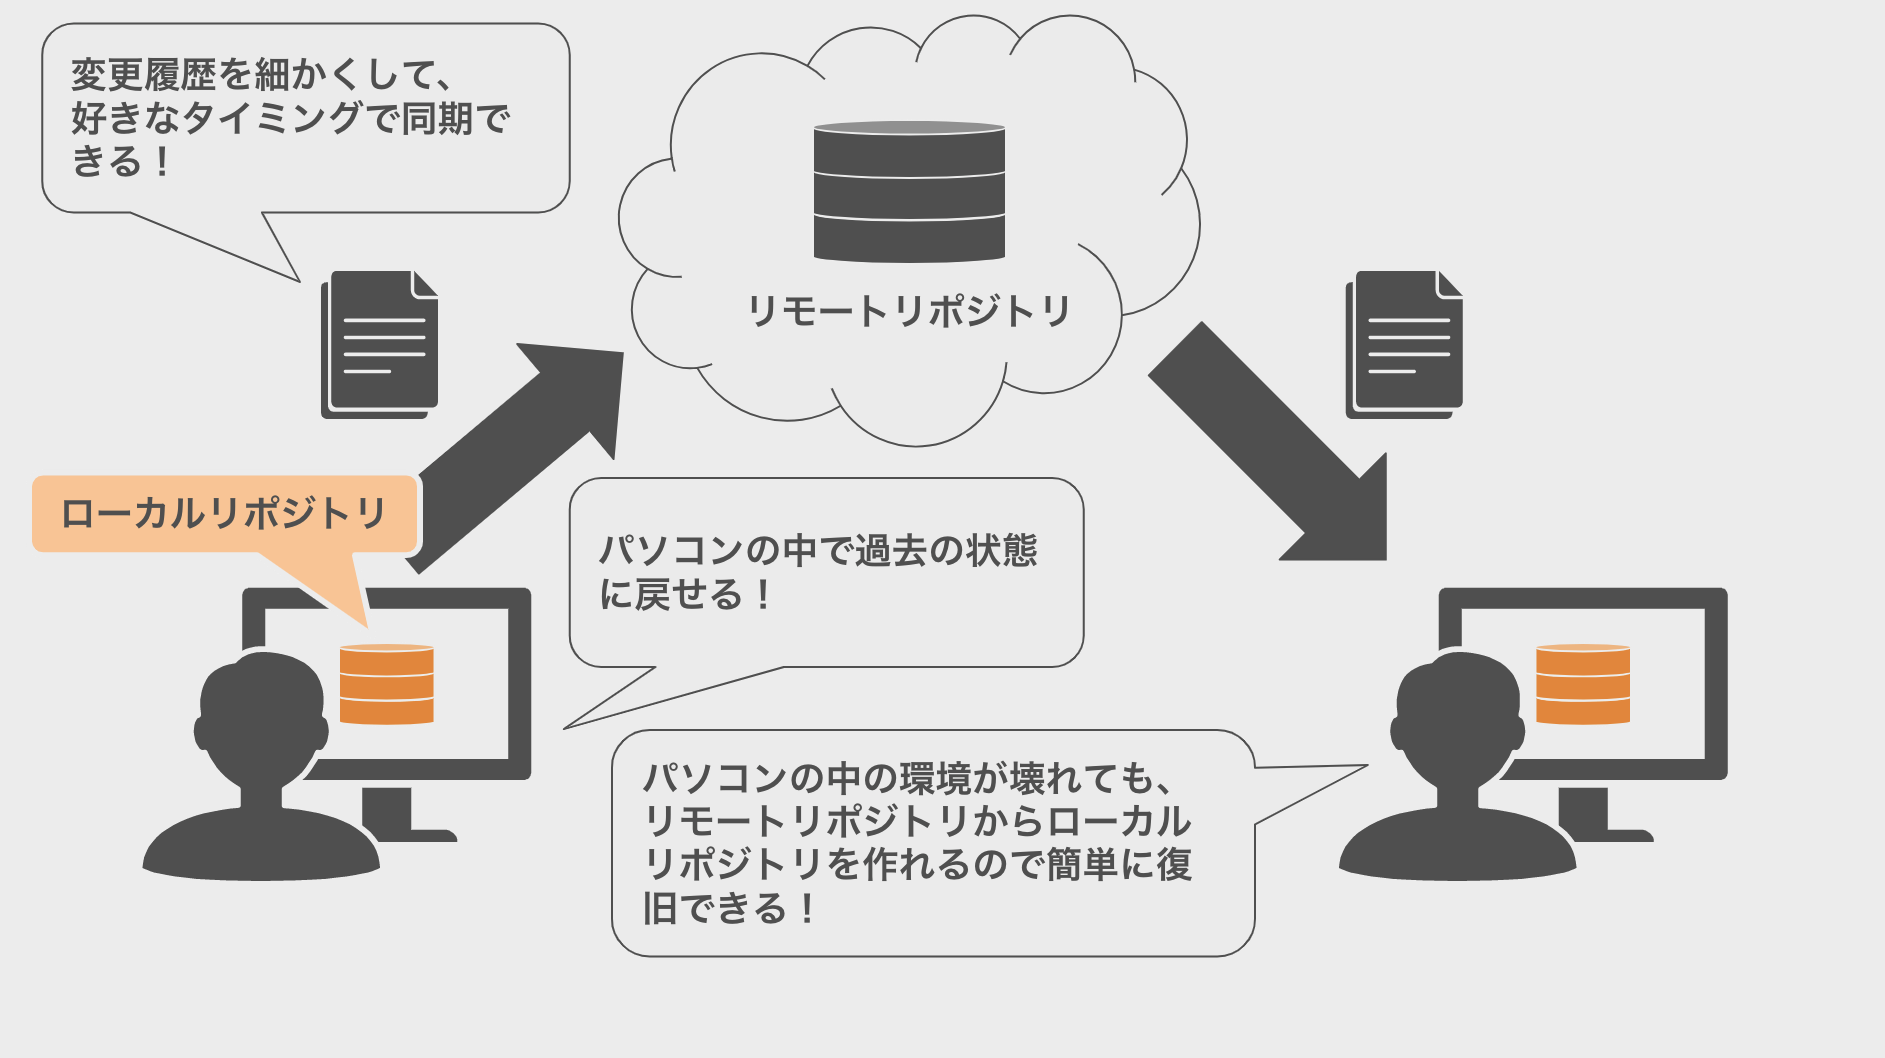 変更履歴を細かくして、
好きなタイミングで同期で
きる！
リモートリポジトリ
ローカルリポジトリ
パソコンの中で過去の状態
に戻せる！
パソコンの中の環境が壊れても、
リモートリポジトリからローカル
リポジトリを作れるので簡単に復
旧できる！